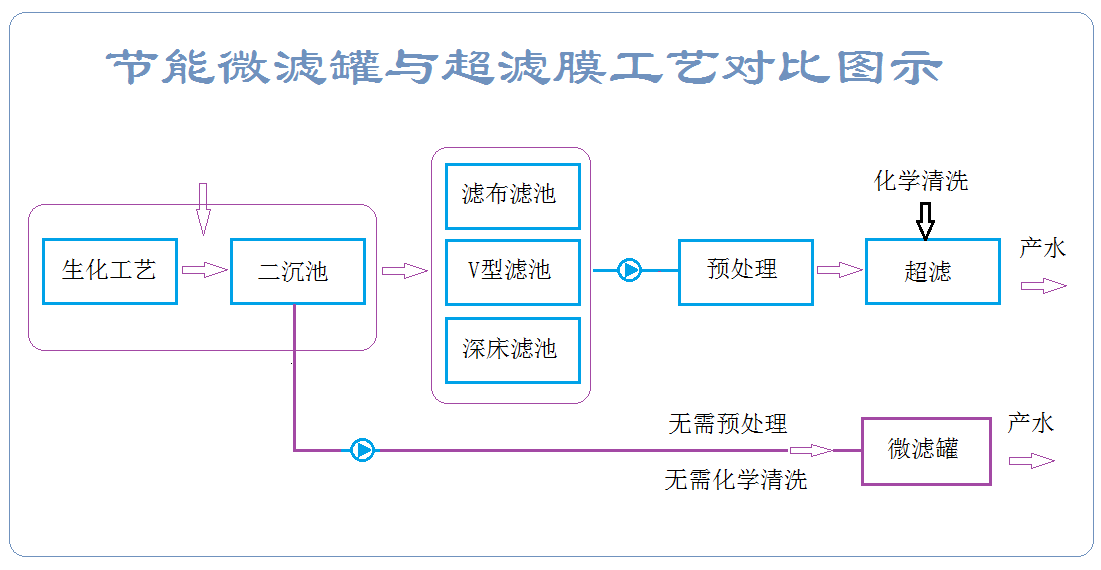 节能微滤罐与超滤膜工艺对比图示
化学清洗
滤布滤池
生化工艺
二沉池
V型滤池
预处理
超滤
产水
深床滤池
无需预处理
无需化学清洗
微滤罐
产水